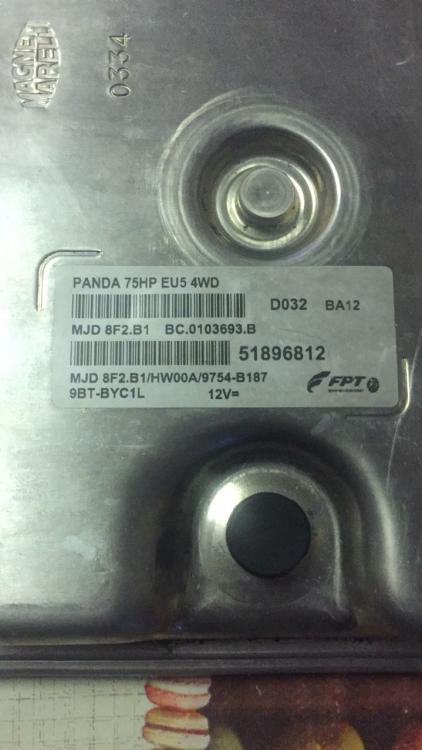 MAGNETI
MARELLI
0334
PANDA 75HP EU5 4WD
D032 BA12
MJD 8F2.B1 BC.0103693.B
51896812
MJD 8F2.B1/HW00A/9754-B187
9BT-BYC1L 12V=
FPT